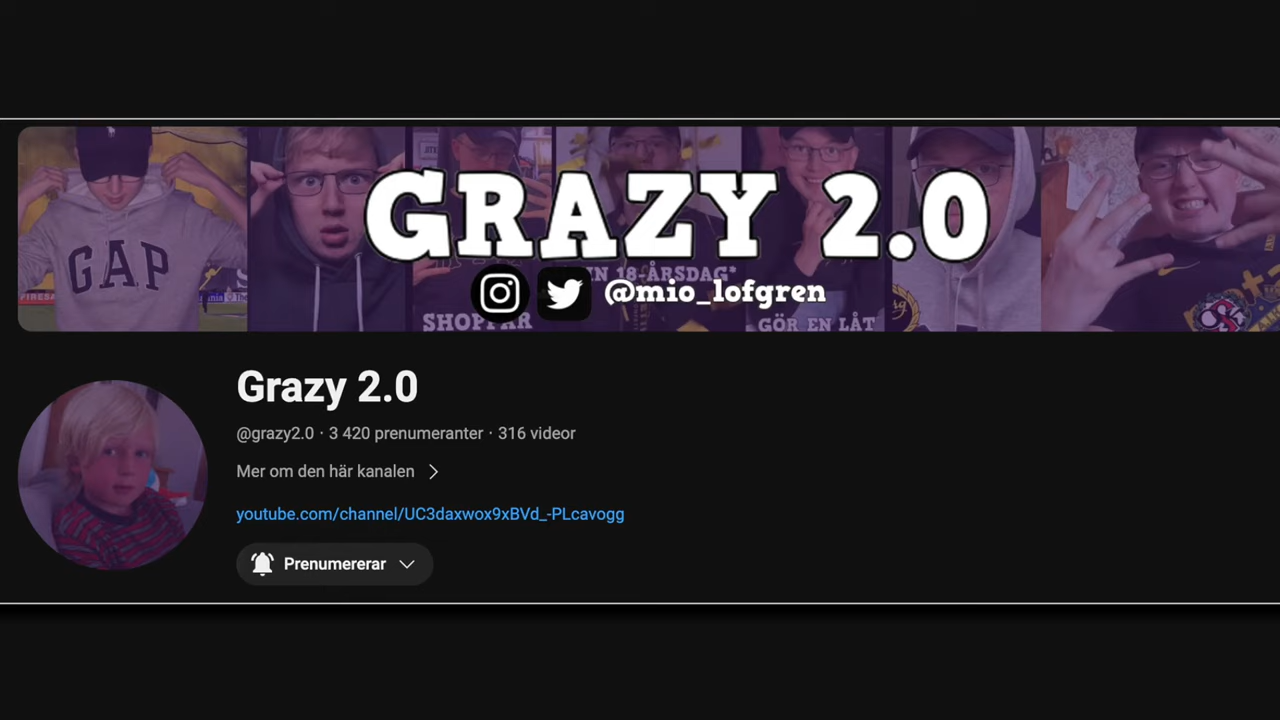 GRAZY 2.0
GAP
IN 18-ÅRSDAG*
@mio_lofgren
SHOPPAR
GÖR EN LÅT
Grazy 2.0
@grazy2.0 · 3 420 prenumeranter · 316 videor
Mer om den här kanalen
youtube.com/channel/UC3daxwox9xBVd_-PLcavogg
Prenumererar